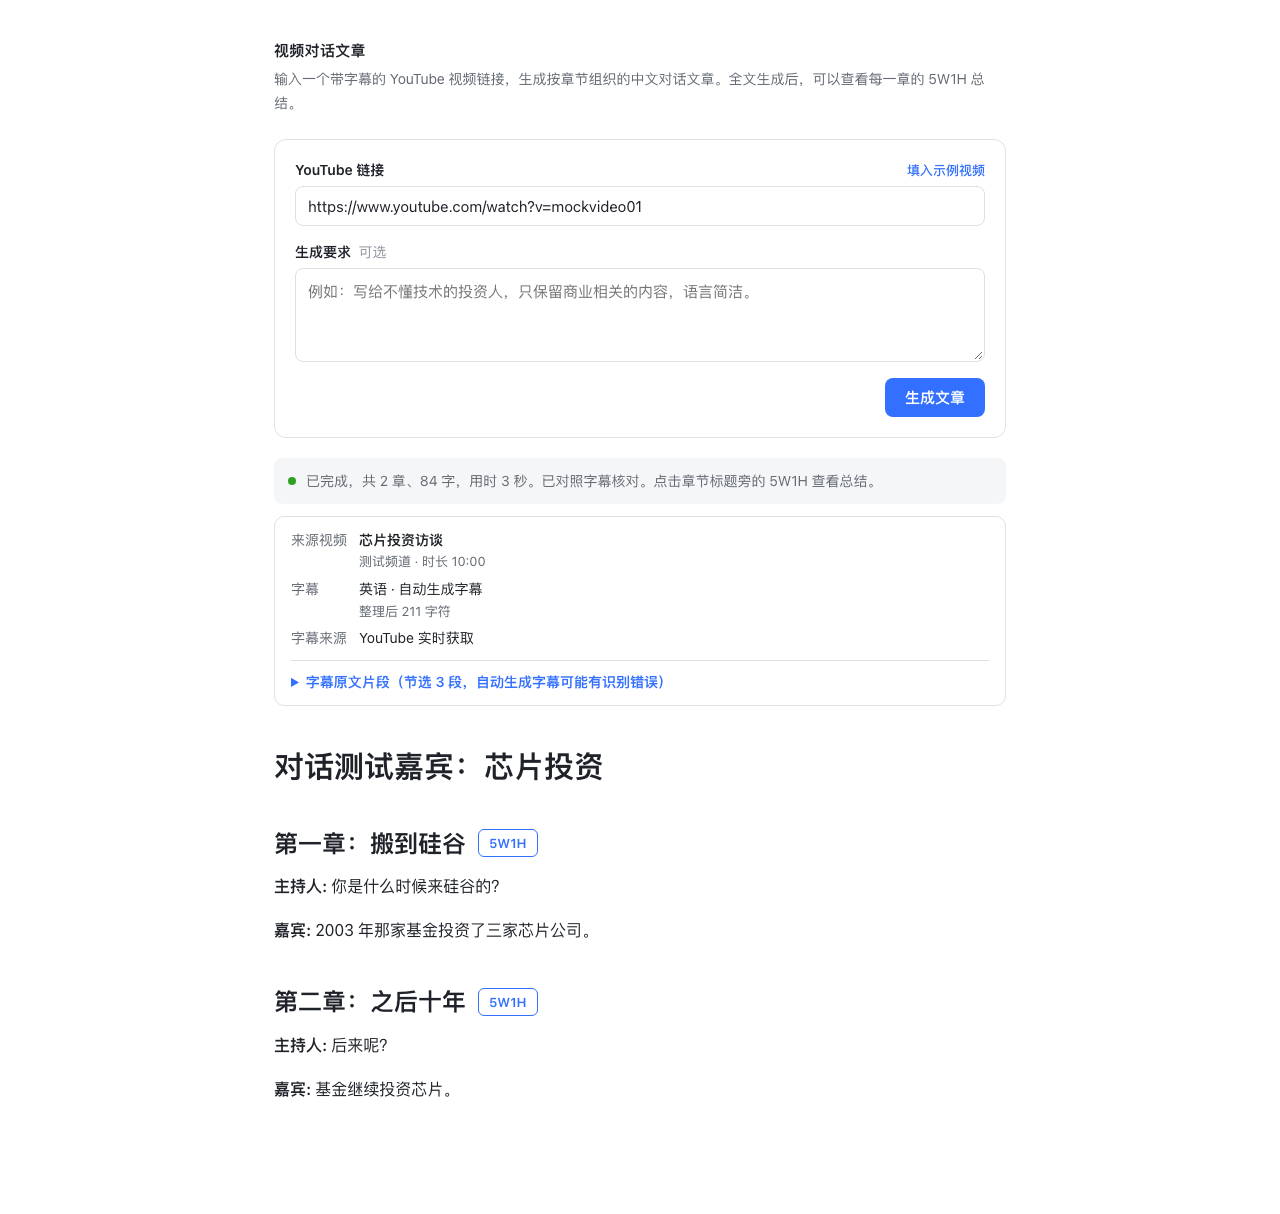 视频对话文章
输入一个带字幕的 YouTube 视频链接，生成按章节组织的中文对话文章。全文生成后，可以查看每一章的 5W1H 总
结。
YouTube 链接
填入示例视频
https://www.youtube.com/watch?v=mockvideo01
生成要求 可选
例如：写给不懂技术的投资人，只保留商业相关的内容，语言简洁。
生成文章
已完成，共 2 章、84 字，用时 3 秒。已对照字幕核对。点击章节标题旁的 5W1H 查看总结。
来源视频 芯片投资访谈
测试频道 · 时长 10:00
字幕 英语 · 自动生成字幕
整理后 211 字符
字幕来源 YouTube 实时获取
字幕原文片段（节选 3 段，自动生成字幕可能有识别错误）
对话测试嘉宾：芯片投资
第一章：搬到硅谷 5W1H
主持人: 你是什么时候来硅谷的?
嘉宾: 2003 年那家基金投资了三家芯片公司。
第二章：之后十年 5W1H
主持人: 后来呢?
嘉宾: 基金继续投资芯片。